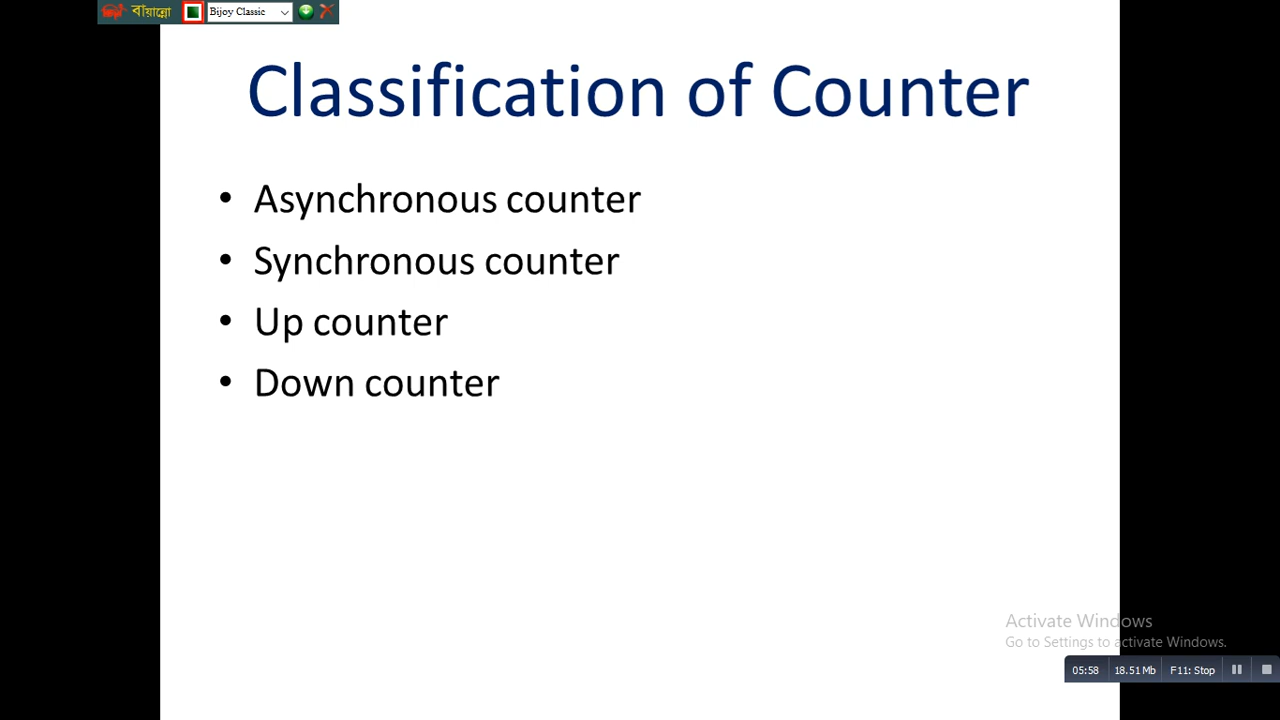 বায়ান্নো Bijoy Classic
Classification of Counter
• Asynchronous counter
• Synchronous counter
• Up counter
• Down counter
Activate Windows
Go to Settings to activate Windows.
05:58 18.51 Mb F11: Stop